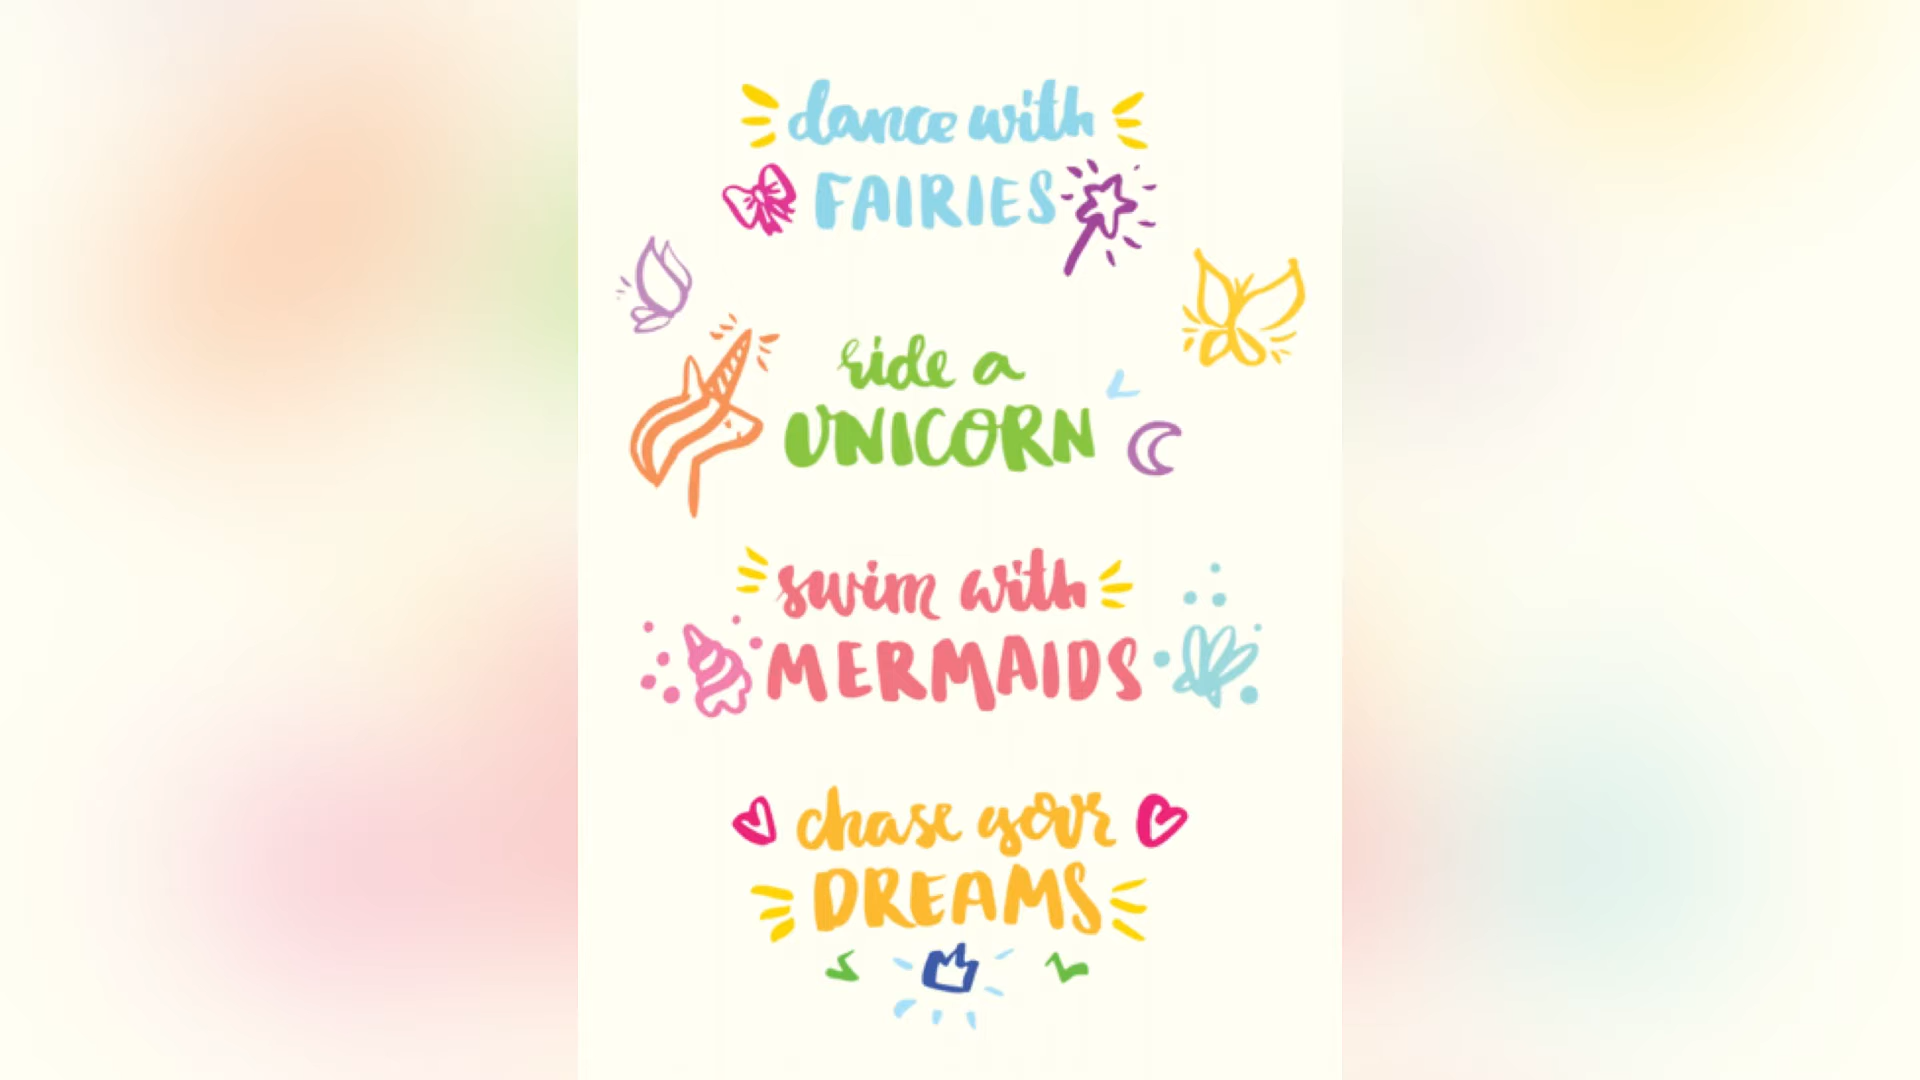 dance with
FAIRIES
ride a
UNICORN
swim with
MERMAIDS
chase your
DREAMS